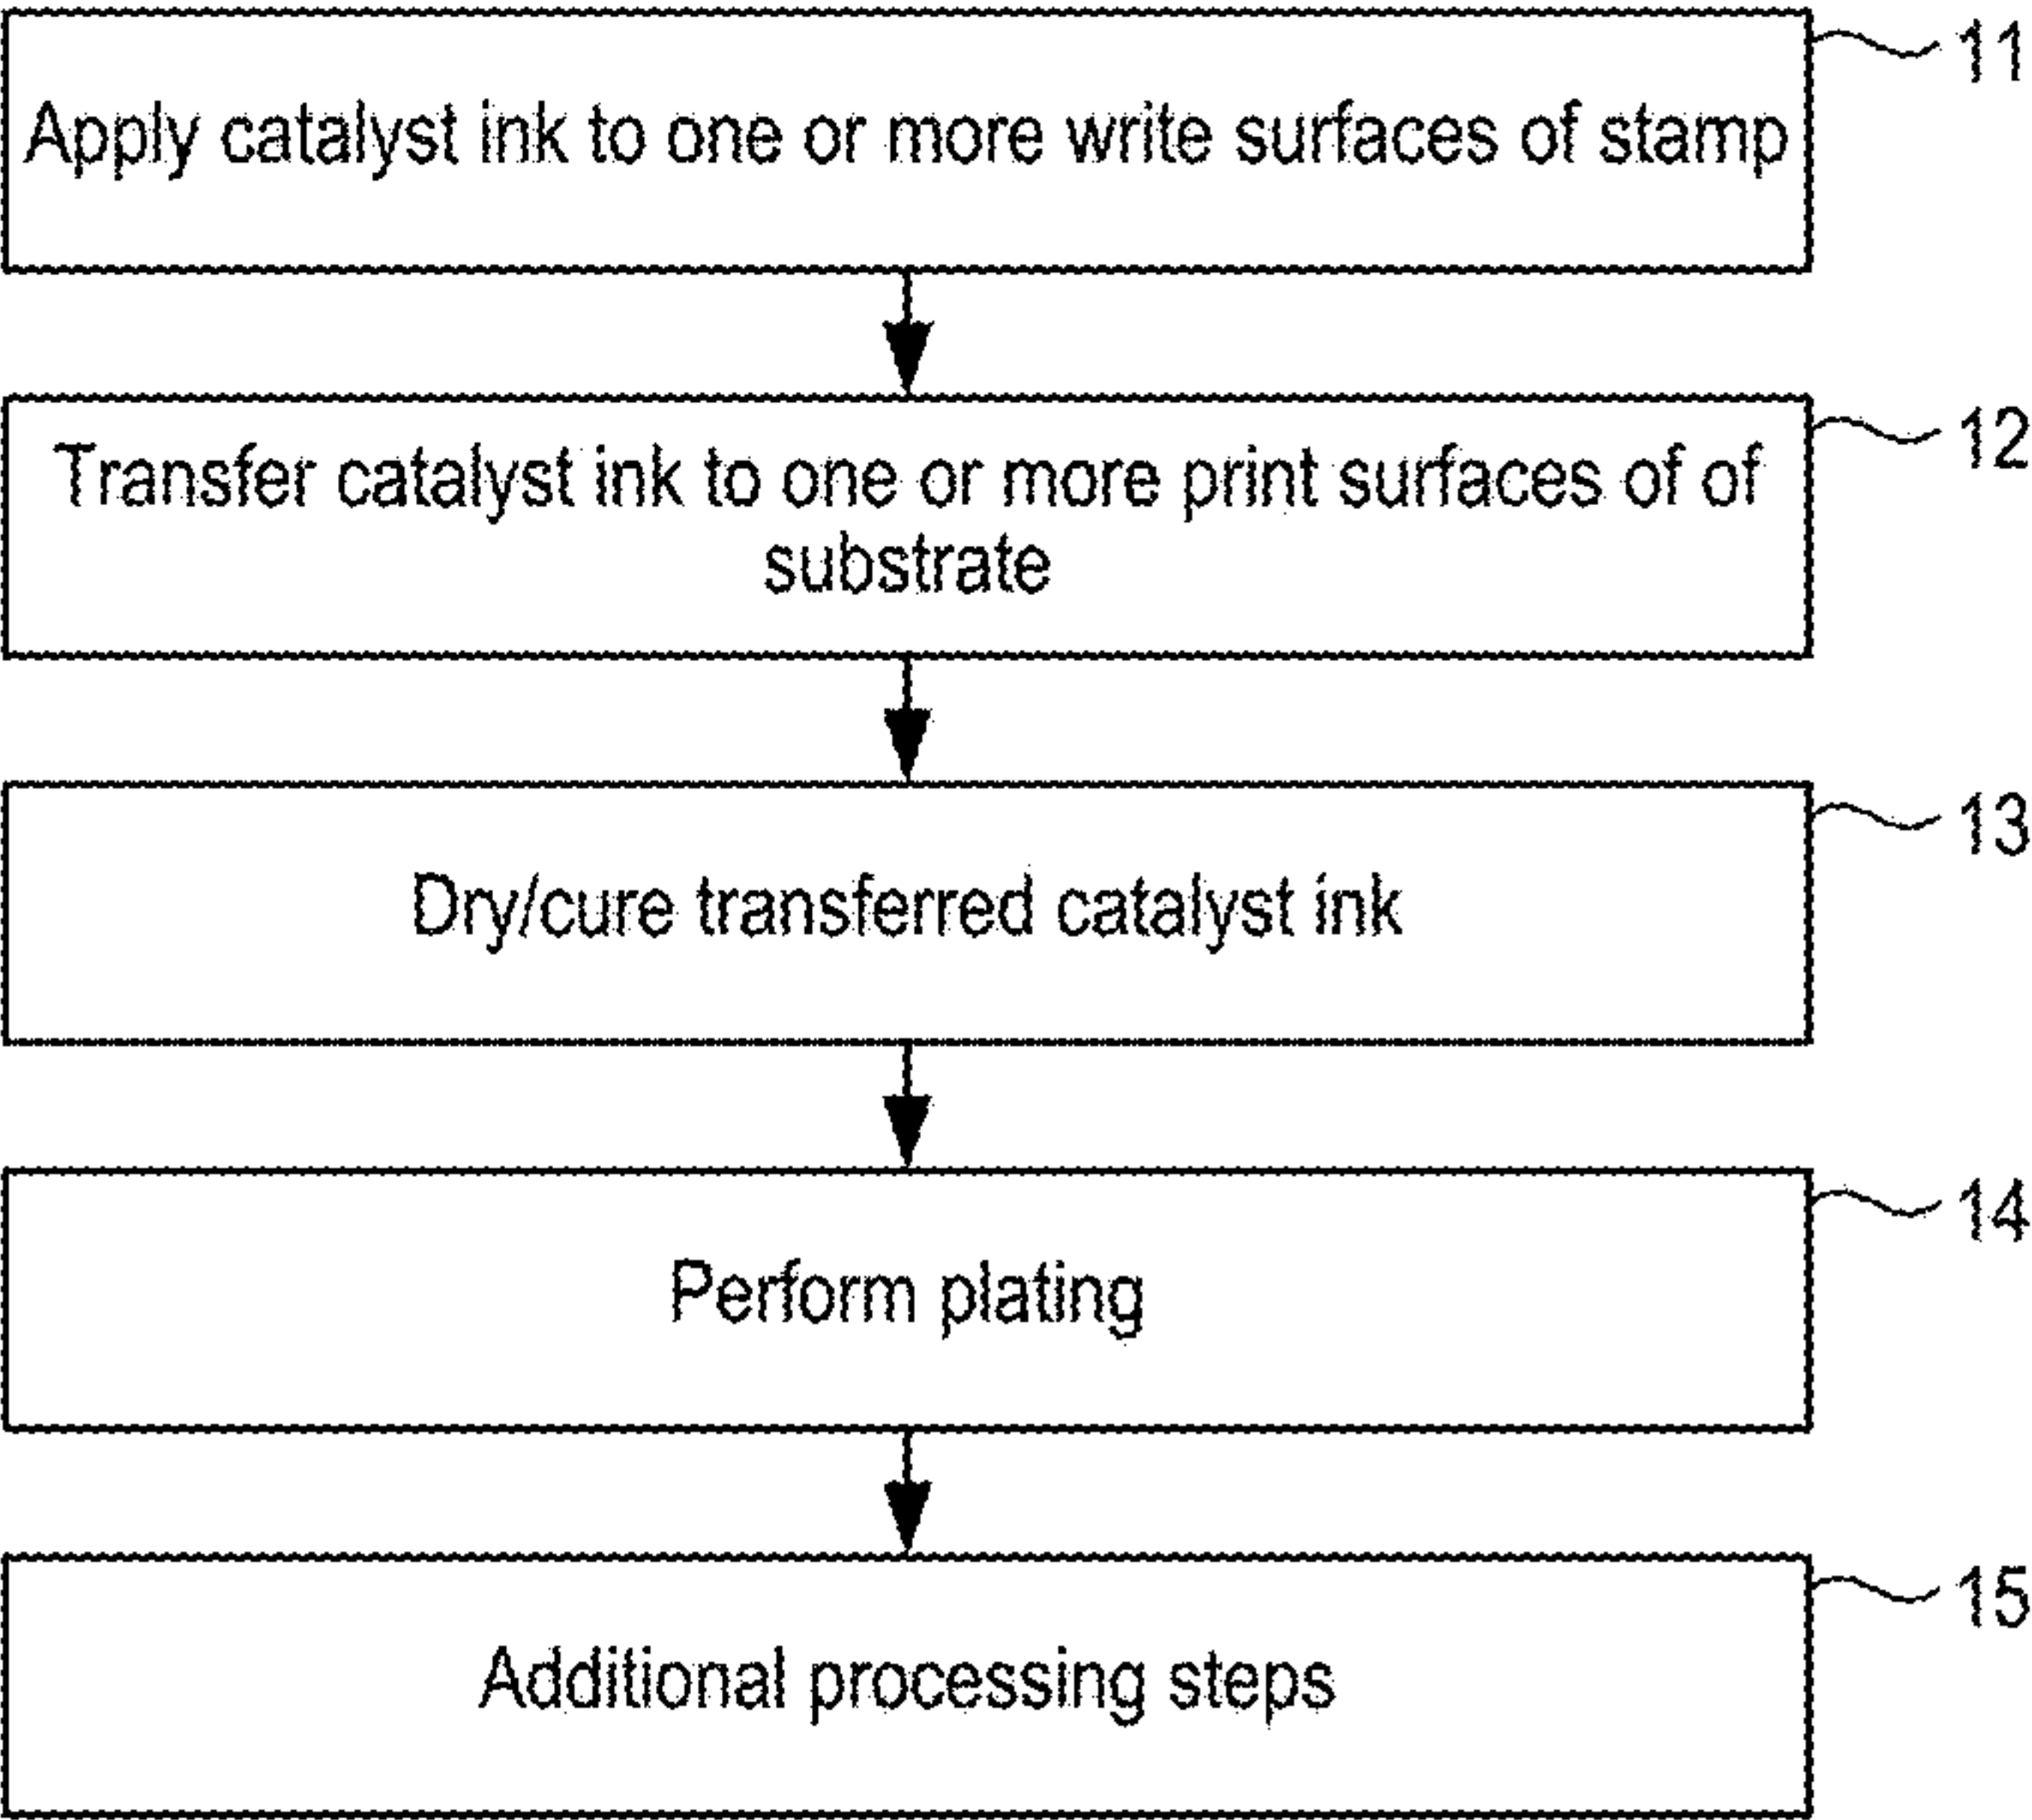 11
Apply catalyst ink to one or more write surfaces of stamp
12
Transfer catalyst ink to one or more print surfaces of of
substrate
13
Dry/cure transferred catalyst ink
14
Perform plating
15
Additional processing steps